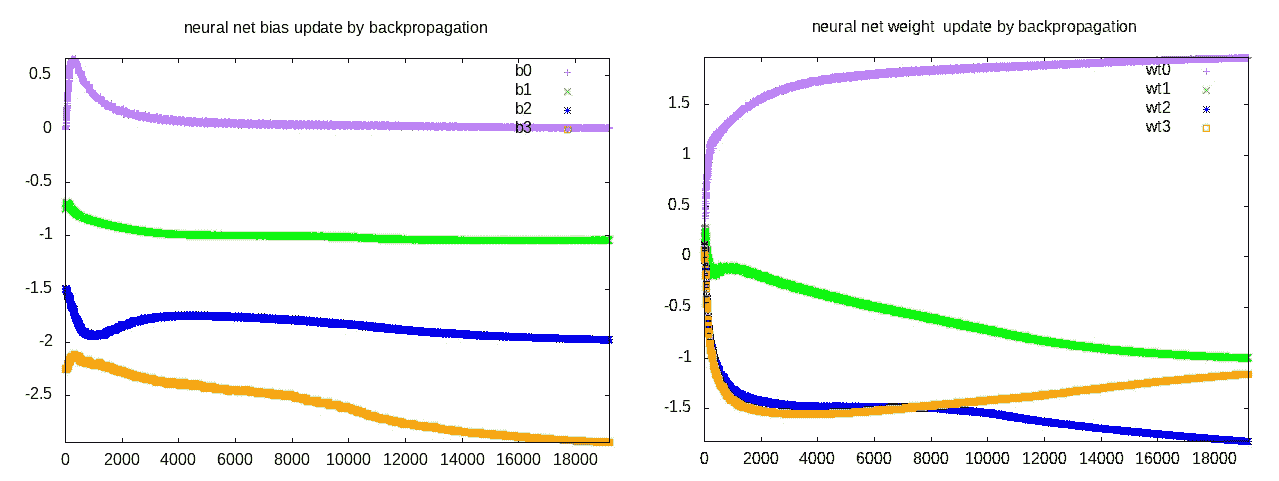 neural net bias update by backpropagation
0.5
0
-0.5
-1
-1.5
-2
-2.5
b0
b1
b2
b3
0 2000 4000 6000 8000 10000 12000 14000 16000 18000
neural net weight  update by backpropagation
1.5
1
0.5
0
-0.5
-1
-1.5
wt0
wt1
wt2
wt3
0 2000 4000 6000 8000 10000 12000 14000 16000 18000